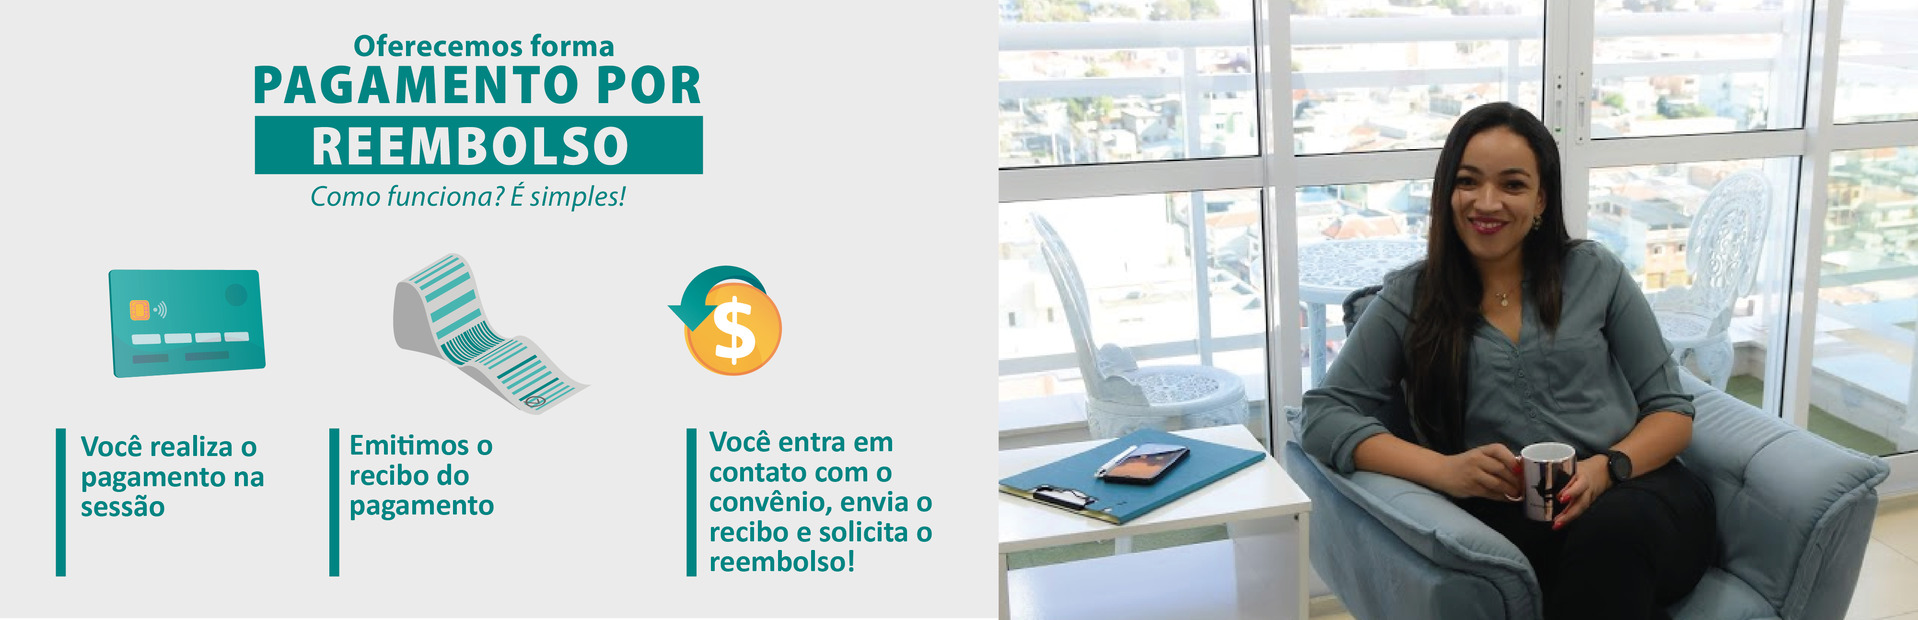 Oferecemos forma
PAGAMENTO POR
REEMBOLSO
Como funciona? É simples!
$
Você realiza o
pagamento na
sessão
Emitimos o
recibo do
pagamento
Você entra em
contato com o
convênio, envia o
recibo e solicita o
reembolso!